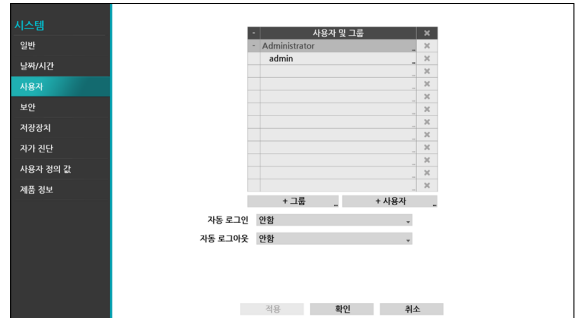 시스템
일반
날짜/시간
사용자
보안
저장장치
자가 진단
사용자 정의 값
제품 정보
- 사용자 및 그룹
- Administrator
admin
+ 그룹 + 사용자
자동 로그인 안함
자동 로그아웃 안함
적용 확인 취소